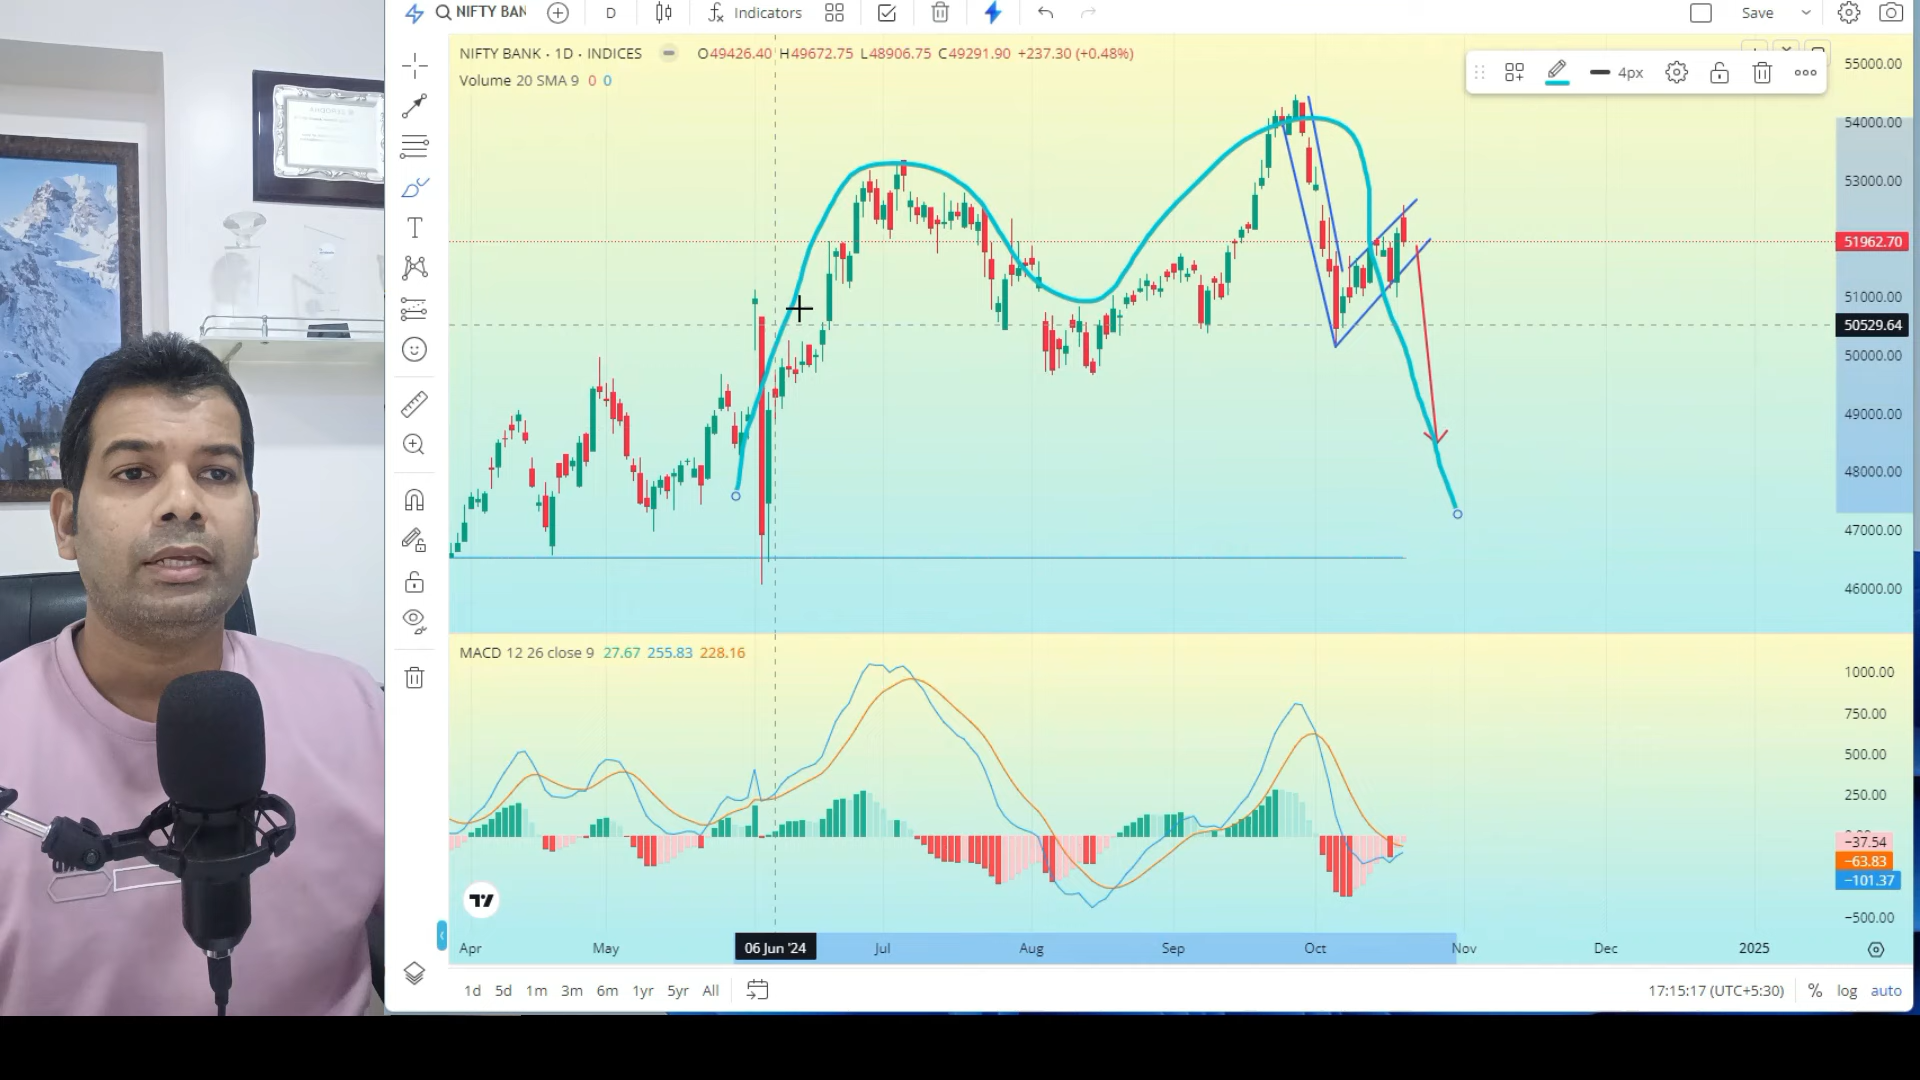 NIFTY BAN
D
Indicators
Save
NIFTY BANK · 1D · INDICES O49426.40 H49672.75 L48906.75 C49291.90 +237.30 (+0.48%)
Volume 20 SMA 9 0 0
4px
55000.00
54000.00
53000.00
51962.70
51000.00
50529.64
50000.00
49000.00
48000.00
47000.00
46000.00
MACD 12 26 close 9 27.67 255.83 228.16
1000.00
750.00
500.00
250.00
−37.54
−63.83
−101.37
−500.00
Apr May 06 Jun '24 Jul Aug Sep Oct Nov Dec 2025
1d 5d 1m 3m 6m 1yr 5yr All
17:15:17 (UTC+5:30) % log auto